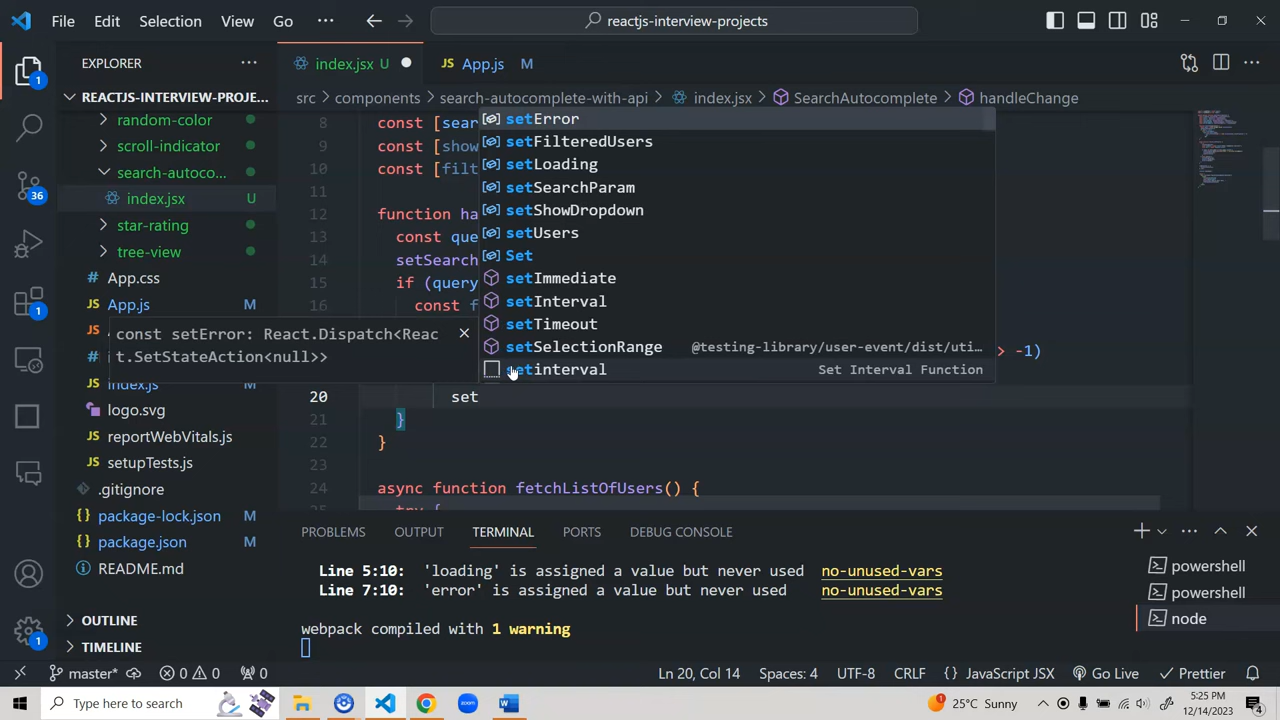 File Edit Selection View Go ··· reactjs-interview-projects
EXPLORER ···
index.jsx U
App.js M
REACTJS-INTERVIEW-PROJE...
src > components > search-autocomplete-with-api > index.jsx > SearchAutocomplete > handleChange
random-color
scroll-indicator
search-autoco...
index.jsx U
star-rating
tree-view
App.css
App.js M
index.js
logo.svg
reportWebVitals.js
setupTests.js
.gitignore
package-lock.json M
package.json M
README.md
OUTLINE
TIMELINE
8 const [sear
9 const [show
10 const [filt
11
12 function ha
13 const que
14 setSearch
15 if (query
16 const f
> -1)
20 set
21 }
22 }
23
24 async function fetchListOfUsers() {
25 try {
setError
setFilteredUsers
setLoading
setSearchParam
setShowDropdown
setUsers
Set
setImmediate
setInterval
setTimeout
setSelectionRange @testing-library/user-event/dist/uti...
setinterval Set Interval Function
const setError: React.Dispatch<Reac
t.SetStateAction<null>>
PROBLEMS OUTPUT TERMINAL PORTS DEBUG CONSOLE
Line 5:10: 'loading' is assigned a value but never used no-unused-vars
Line 7:10: 'error' is assigned a value but never used no-unused-vars
webpack compiled with 1 warning
powershell
powershell
node
1
36
1
1
master* 0 0 0 Ln 20, Col 14 Spaces: 4 UTF-8 CRLF {} JavaScript JSX Go Live Prettier
Type here to search
zoom
W
1
25°C Sunny
5:25 PM
12/14/2023
4